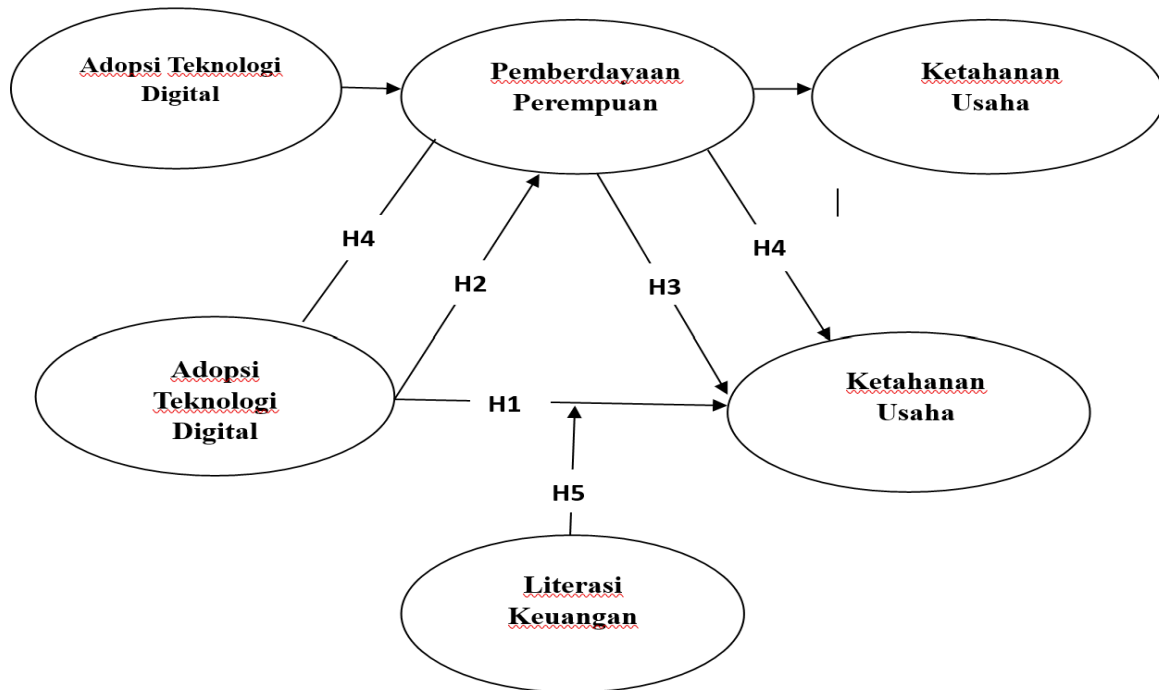 Adopsi Teknologi
Digital
Pemberdayaan
Perempuan
Ketahanan
Usaha
H4
H2
H3
H4
Adopsi
Teknologi
Digital
H1
Ketahanan
Usaha
H5
Literasi
Keuangan